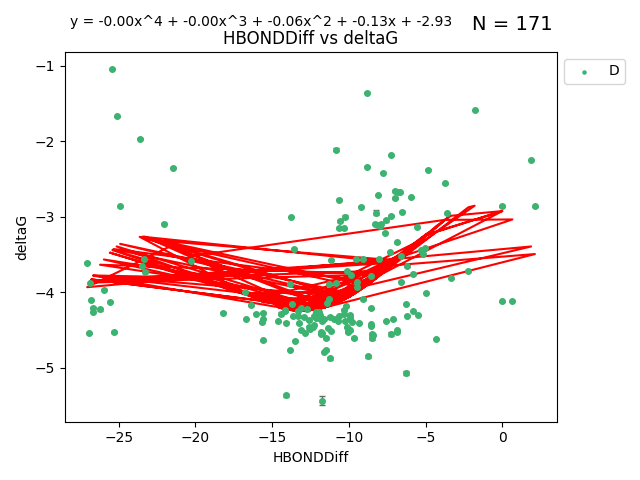 y = -0.00x^4 + -0.00x^3 + -0.06x^2 + -0.13x + -2.93
N = 171
HBONDDiff vs deltaG
D
−1
−2
−3
−4
−5
deltaG
−25 −20 −15 −10 −5 0
HBONDDiff